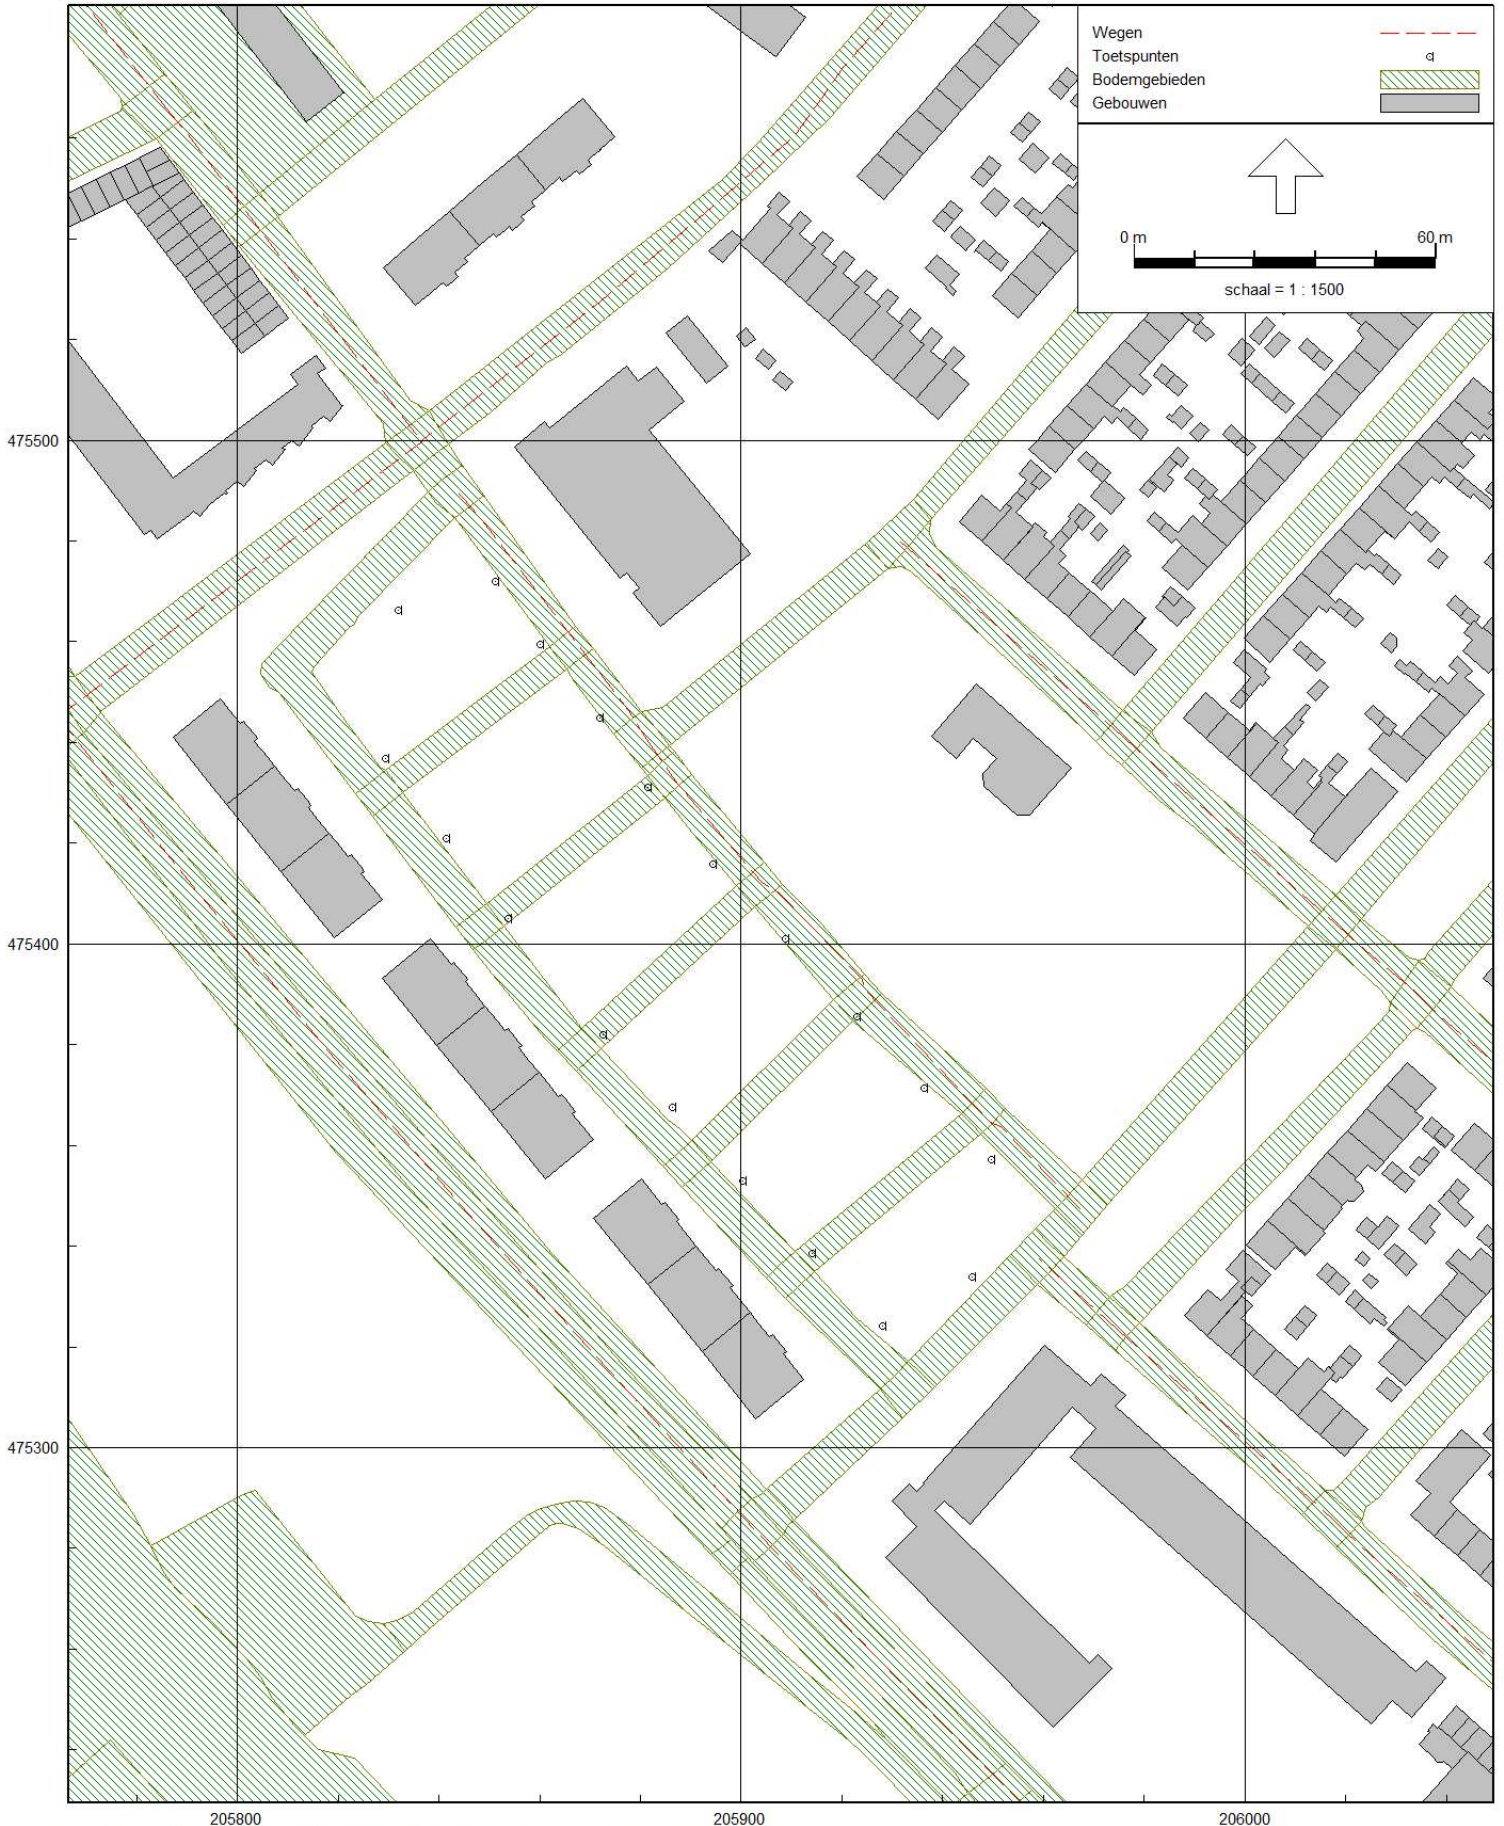 Wegen
Toetspunten
Bodemgebieden
Gebouwen
0 m 60 m
schaal = 1 : 1500
475500
475400
475300
205800 205900 206000